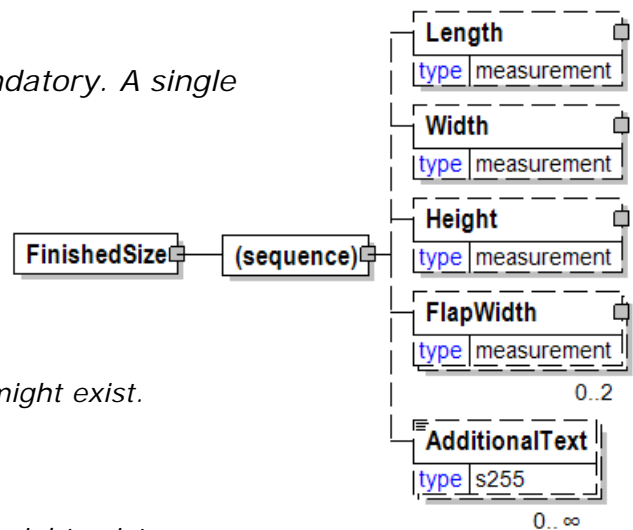 ndatory. A single
might exist.
FinishedSize
(sequence)
Length
type measurement
Width
type measurement
Height
type measurement
FlapWidth
type measurement
0..2
AdditionalText
type s255
0..∞